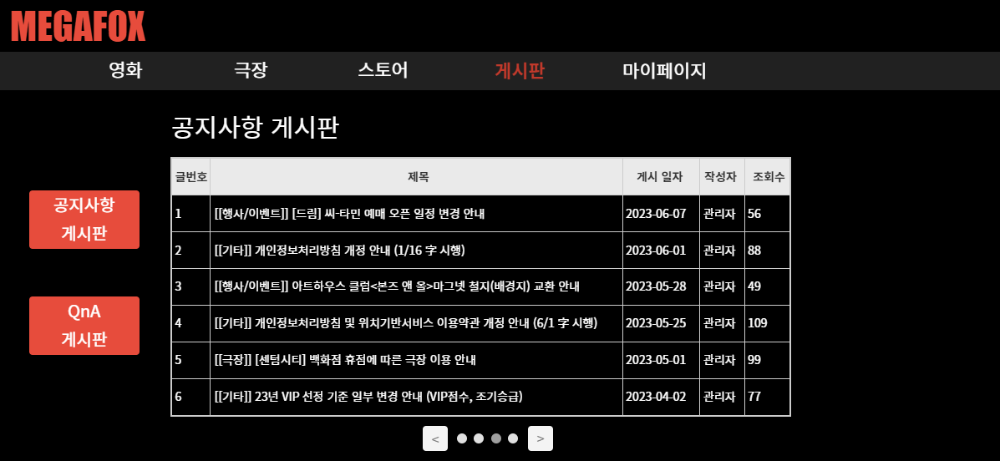 MEGAFOX
영화 극장 스토어 게시판 마이페이지
공지사항 게시판
공지사항
게시판
QnA
게시판
글번호 제목 게시 일자 작성자 조회수
1 [[행사/이벤트]] [드림] 씨-타민 예매 오픈 일정 변경 안내 2023-06-07 관리자 56
2 [[기타]] 개인정보처리방침 개정 안내 (1/16 字 시행) 2023-06-01 관리자 88
3 [[행사/이벤트]] 아트하우스 클럽<본즈 앤 올>마그넷 철지(배경지) 교환 안내 2023-05-28 관리자 49
4 [[기타]] 개인정보처리방침 및 위치기반서비스 이용약관 개정 안내 (6/1 字 시행) 2023-05-25 관리자 109
5 [[극장]] [센텀시티] 백화점 휴점에 따른 극장 이용 안내 2023-05-01 관리자 99
6 [[기타]] 23년 VIP 선정 기준 일부 변경 안내 (VIP점수, 조기승급) 2023-04-02 관리자 77
< >